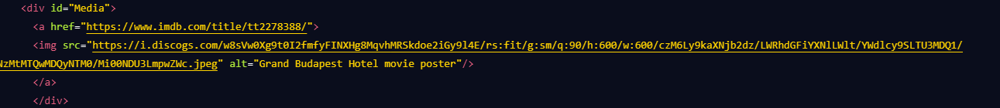 <div id="Media">
<a href="https://www.imdb.com/title/tt2278388/">
<img src="https://i.discogs.com/w8sVw0Xg9t0I2fmfyFINXHg8MqvhMRSkdoe2iGy9l4E/rs:fit/g:sm/q:90/h:600/w:600/czM6Ly9kaXNjb2dz/LWRhdGFiYXNlLWlt/YWdlcy9SLTU3MDQ1/
NzMtMTQwMDQyNTM0/Mi00NDU3LmpwZWc.jpeg" alt="Grand Budapest Hotel movie poster"/>
</a>
</div>